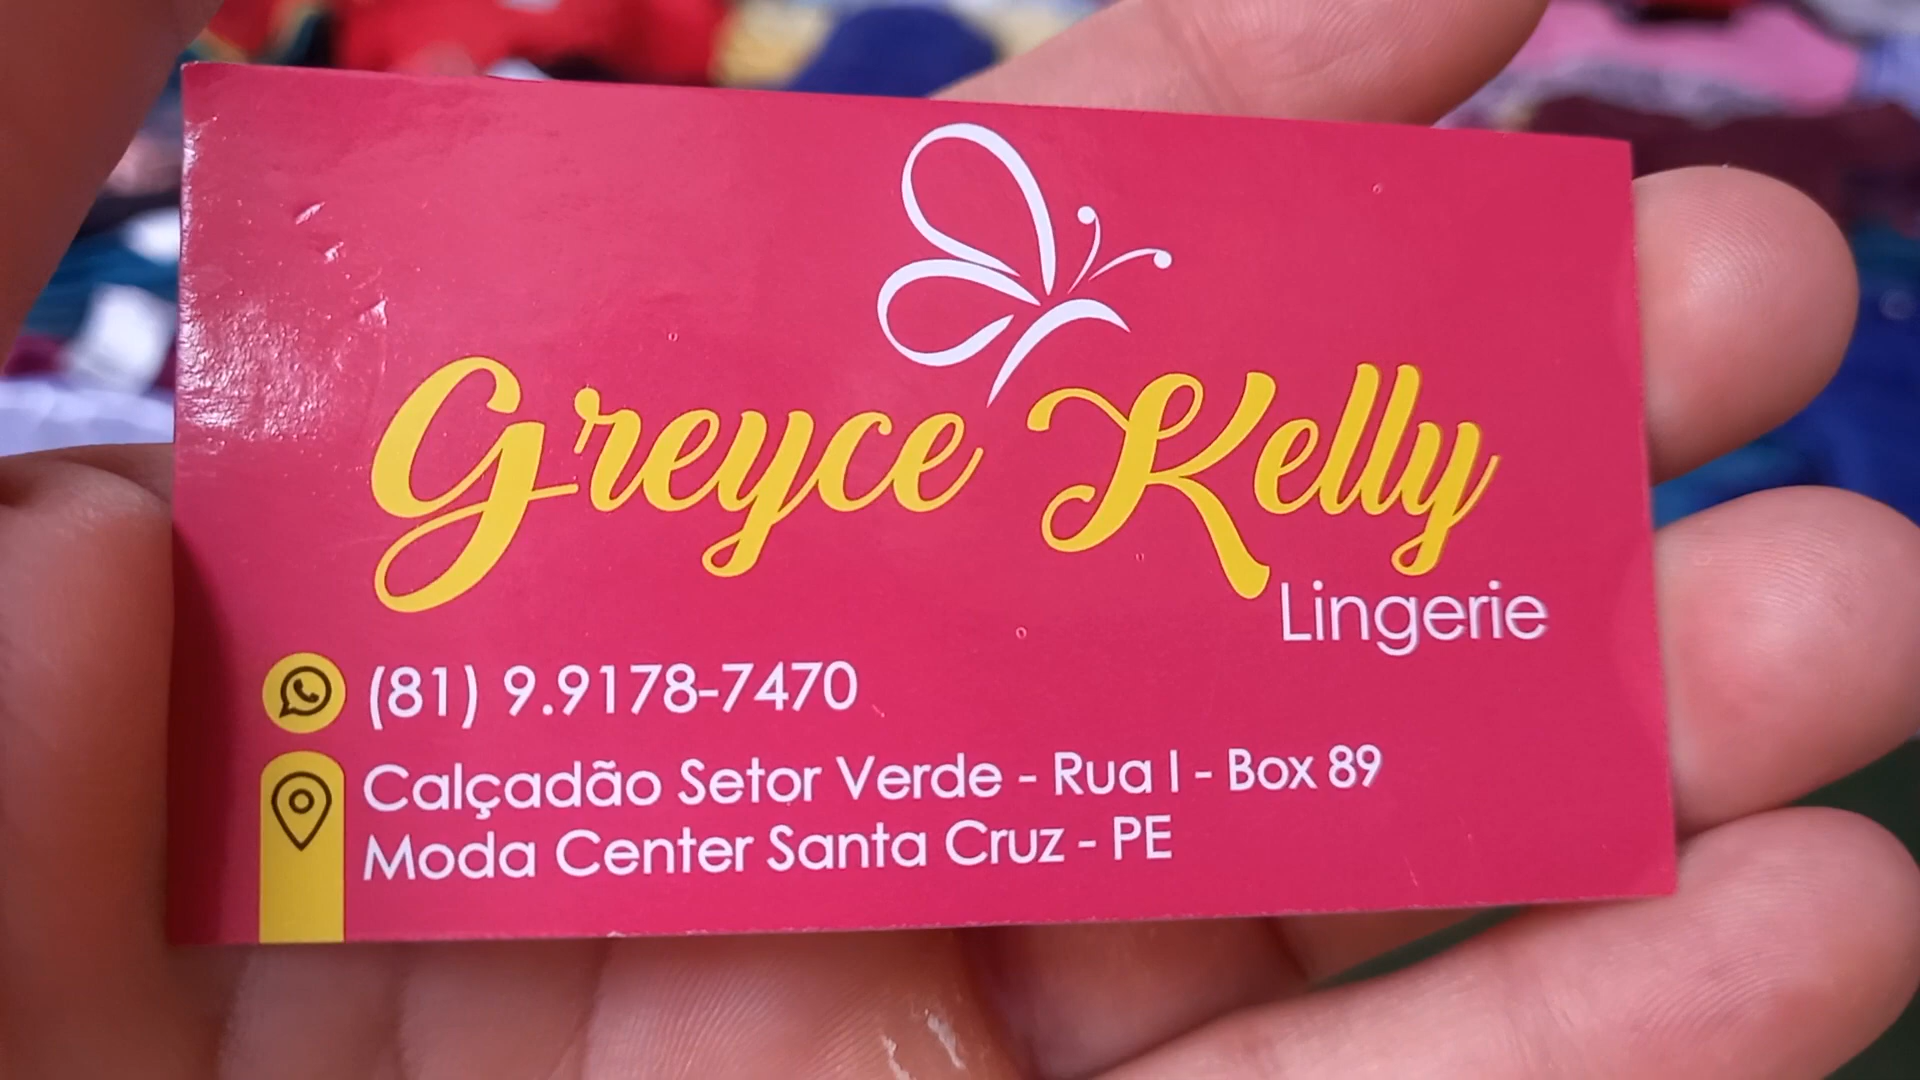 Greyce Kelly
Lingerie
(81) 9.9178-7470
Calçadão Setor Verde - Rua I - Box 89
Moda Center Santa Cruz - PE